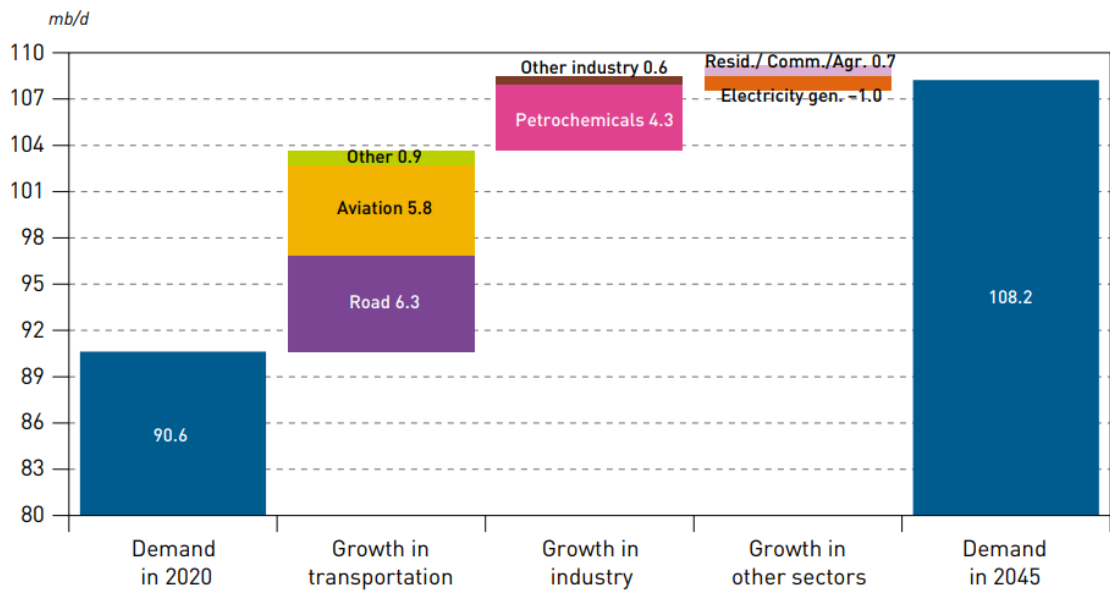 mb/d
110
107
104
101
98
95
92
89
86
83
80
90.6
Other 0.9
Aviation 5.8
Road 6.3
Other industry 0.6
Petrochemicals 4.3
Resid./ Comm./Agr. 0.7
Electricity gen. –1.0
108.2
Demand
in 2020
Growth in
transportation
Growth in
industry
Growth in
other sectors
Demand
in 2045